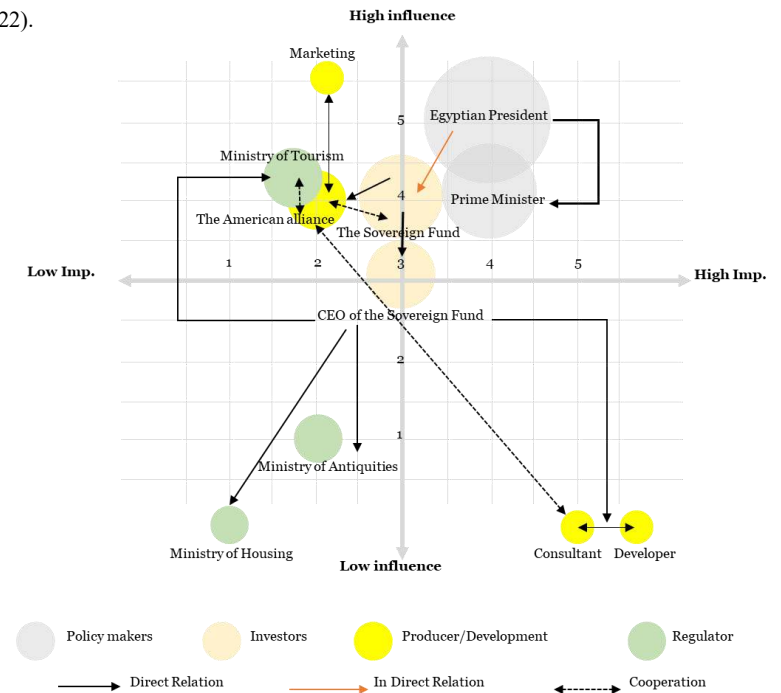 22).
High influence
Marketing
5
Egyptian President
Ministry of Tourism
4
Prime Minister
The American alliance
The Sovereign Fund
Low Imp.
1 2 3 4 5
High Imp.
CEO of the Sovereign Fund
2
1
Ministry of Antiquities
Ministry of Housing
Consultant Developer
Low influence
Policy makers Investors Producer/Development Regulator
Direct Relation In Direct Relation Cooperation